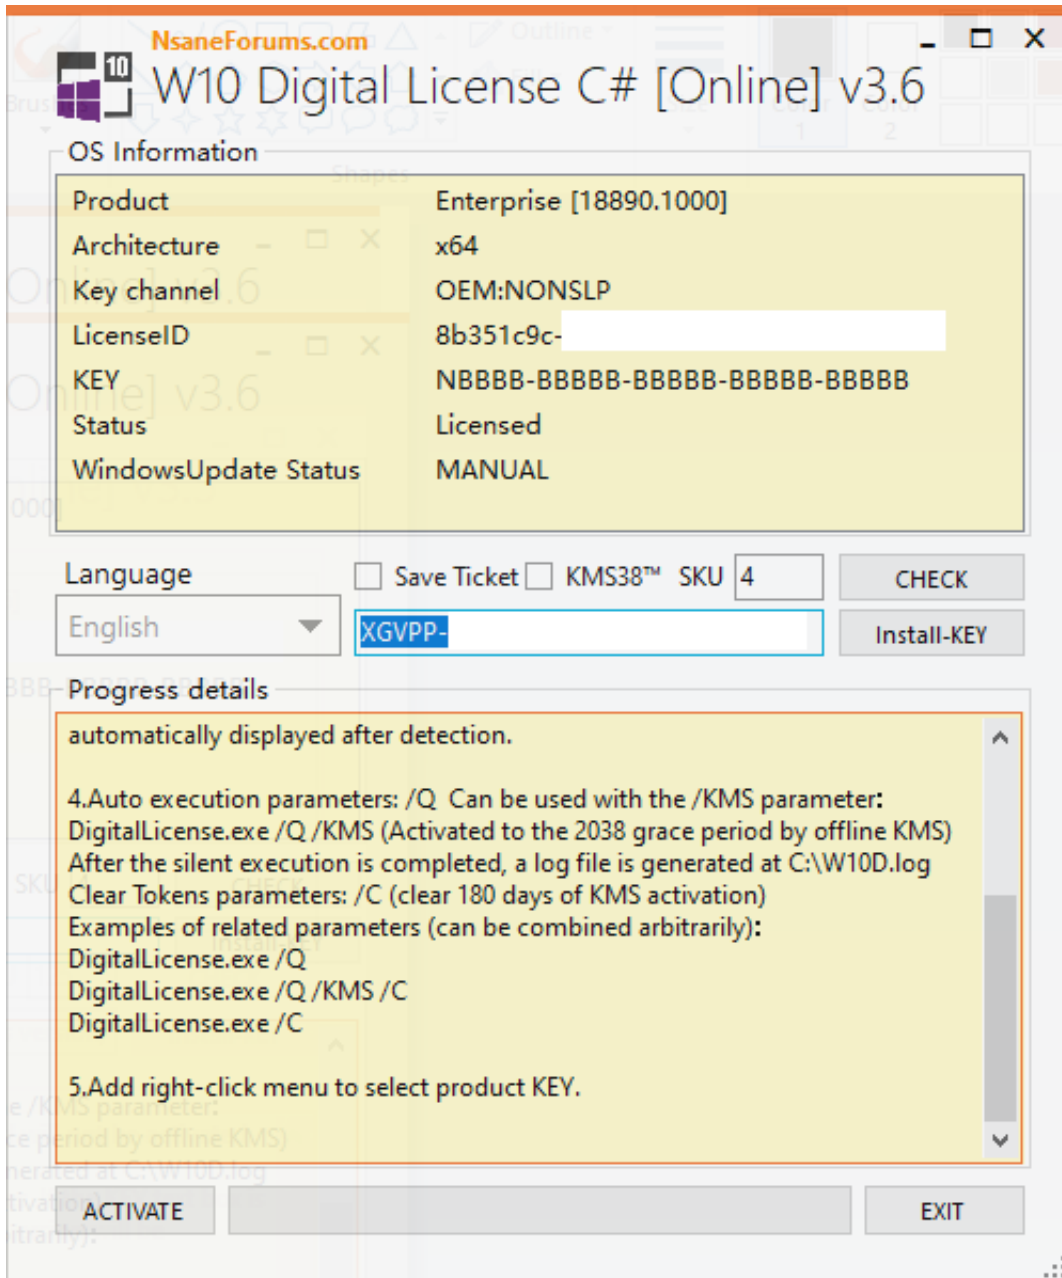 NsaneForums.com
10
W10 Digital License C# [Online] v3.6
OS Information
Product Enterprise [18890.1000]
Architecture x64
Key channel OEM:NONSLP
LicenseID 8b351c9c-
KEY NBBBB-BBBBB-BBBBB-BBBBB-BBBBB
Status Licensed
WindowsUpdate Status MANUAL
Language
Save Ticket KMS38™ SKU 4 CHECK
English XGVPP- Install-KEY
Progress details
automatically displayed after detection.
4.Auto execution parameters: /Q Can be used with the /KMS parameter:
DigitalLicense.exe /Q /KMS (Activated to the 2038 grace period by offline KMS)
After the silent execution is completed, a log file is generated at C:\W10D.log
Clear Tokens parameters: /C (clear 180 days of KMS activation)
Examples of related parameters (can be combined arbitrarily):
DigitalLicense.exe /Q
DigitalLicense.exe /Q /KMS /C
DigitalLicense.exe /C
5.Add right-click menu to select product KEY.
ACTIVATE EXIT